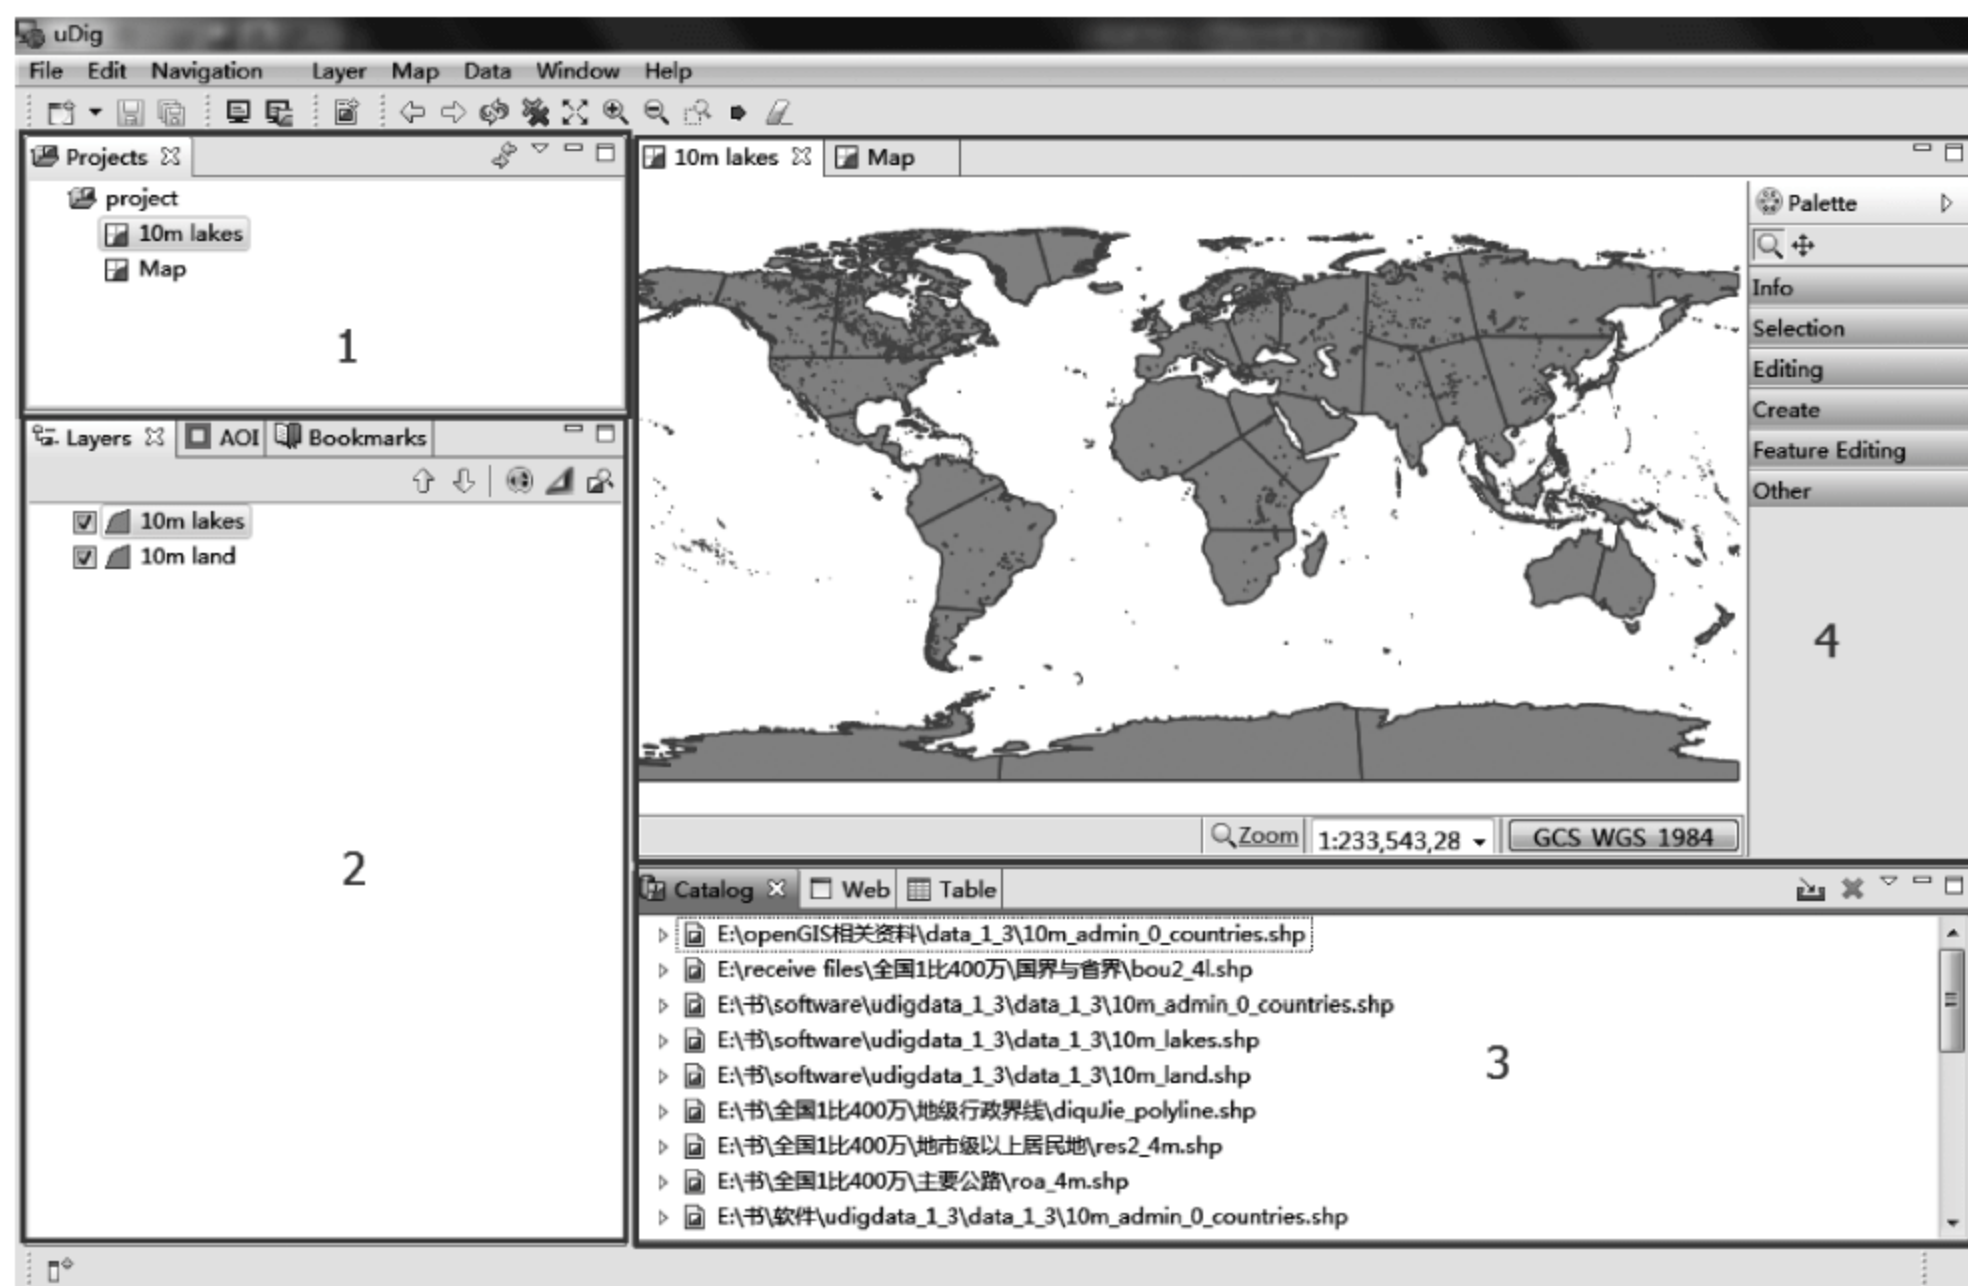 uDig
File Edit Navigation Layer Map Data Window Help
Projects
project
10m lakes
Map
1
Layers AOI Bookmarks
10m lakes
10m land
2
10m lakes Map
Palette
Info
Selection
Editing
Create
Feature Editing
Other
4
Zoom 1:233,543,28 GCS WGS 1984
Catalog Web Table
E:\openGIS相关资料\data_1_3\10m_admin_0_countries.shp
E:\receive files\全国1比400万\国界与省界\bou2_4l.shp
E:\书\software\udigdata_1_3\data_1_3\10m_admin_0_countries.shp
E:\书\software\udigdata_1_3\data_1_3\10m_lakes.shp
E:\书\software\udigdata_1_3\data_1_3\10m_land.shp
E:\书\全国1比400万\地级行政界线\diquJie_polyline.shp
E:\书\全国1比400万\地市级以上居民地\res2_4m.shp
E:\书\全国1比400万\主要公路\roa_4m.shp
E:\书\软件\udigdata_1_3\data_1_3\10m_admin_0_countries.shp
3